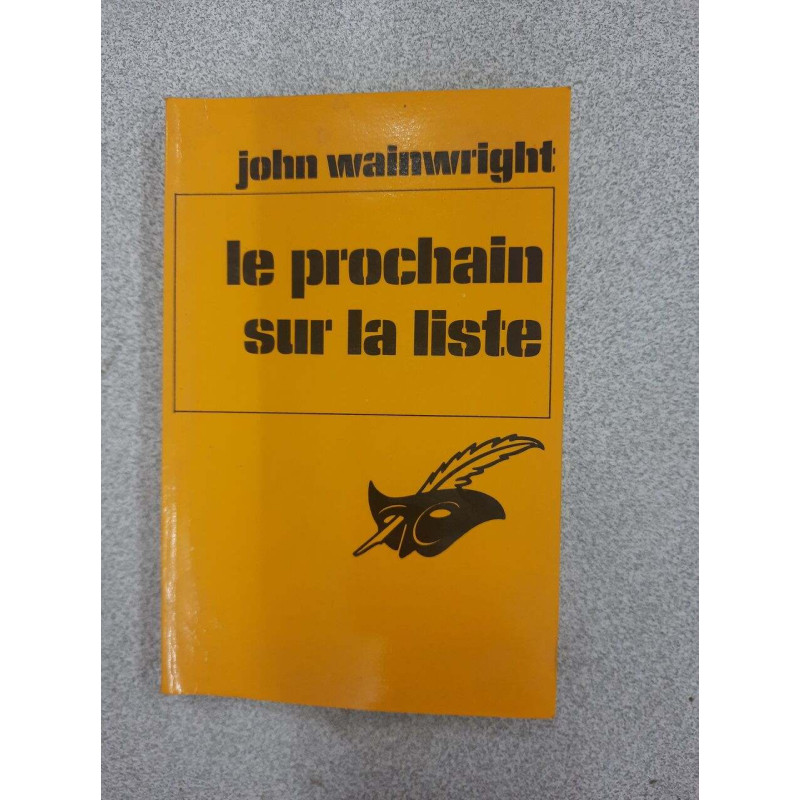 john wainwright
le prochain
sur la liste